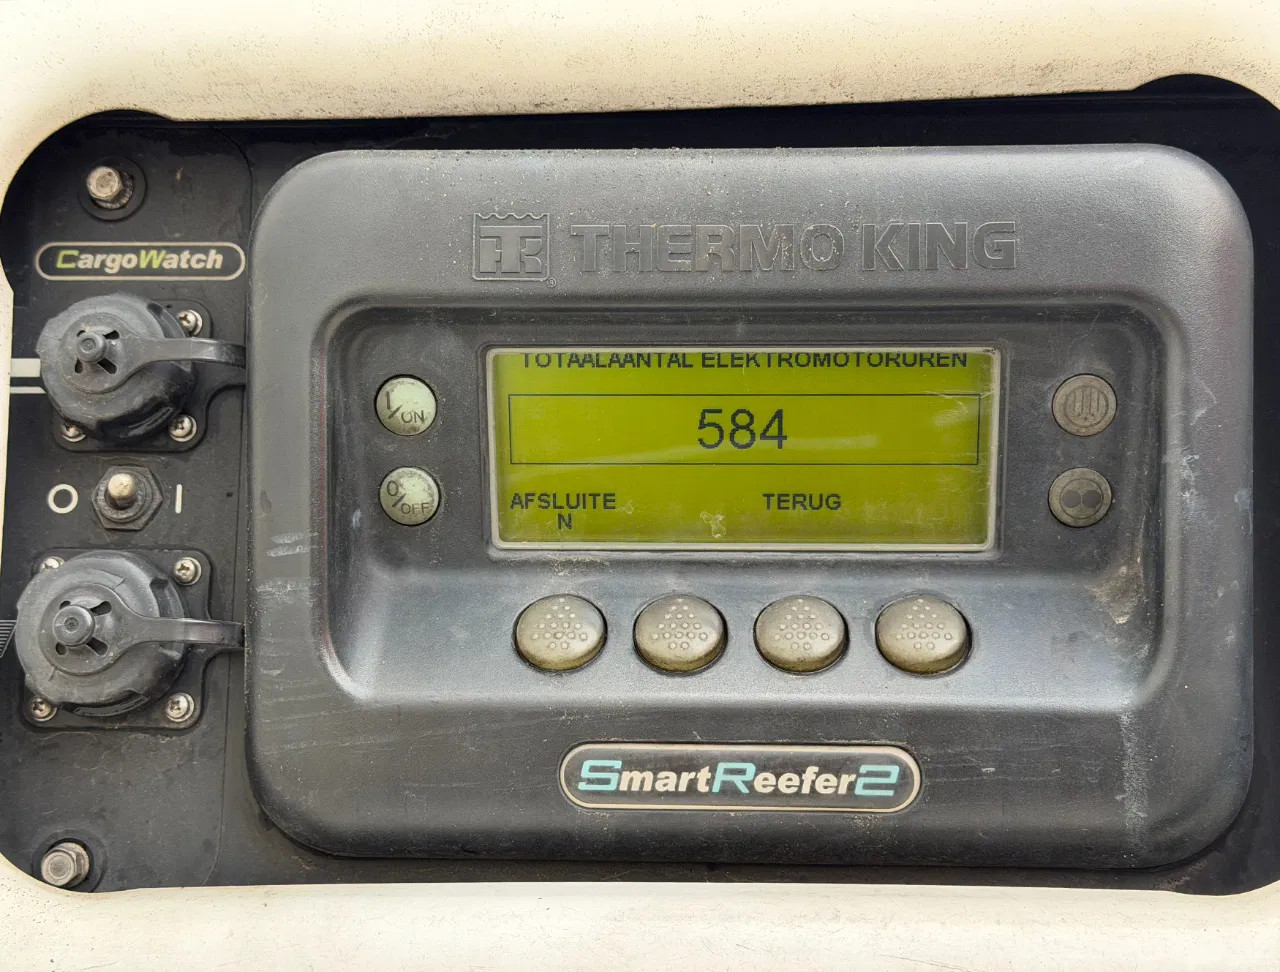 CargoWatch
THERMO KING
TOTAALAANTAL ELEKTROMOTORUREN
I/ON
584
O/OFF
AFSLUITE
N
TERUG
O I
SmartReefer2